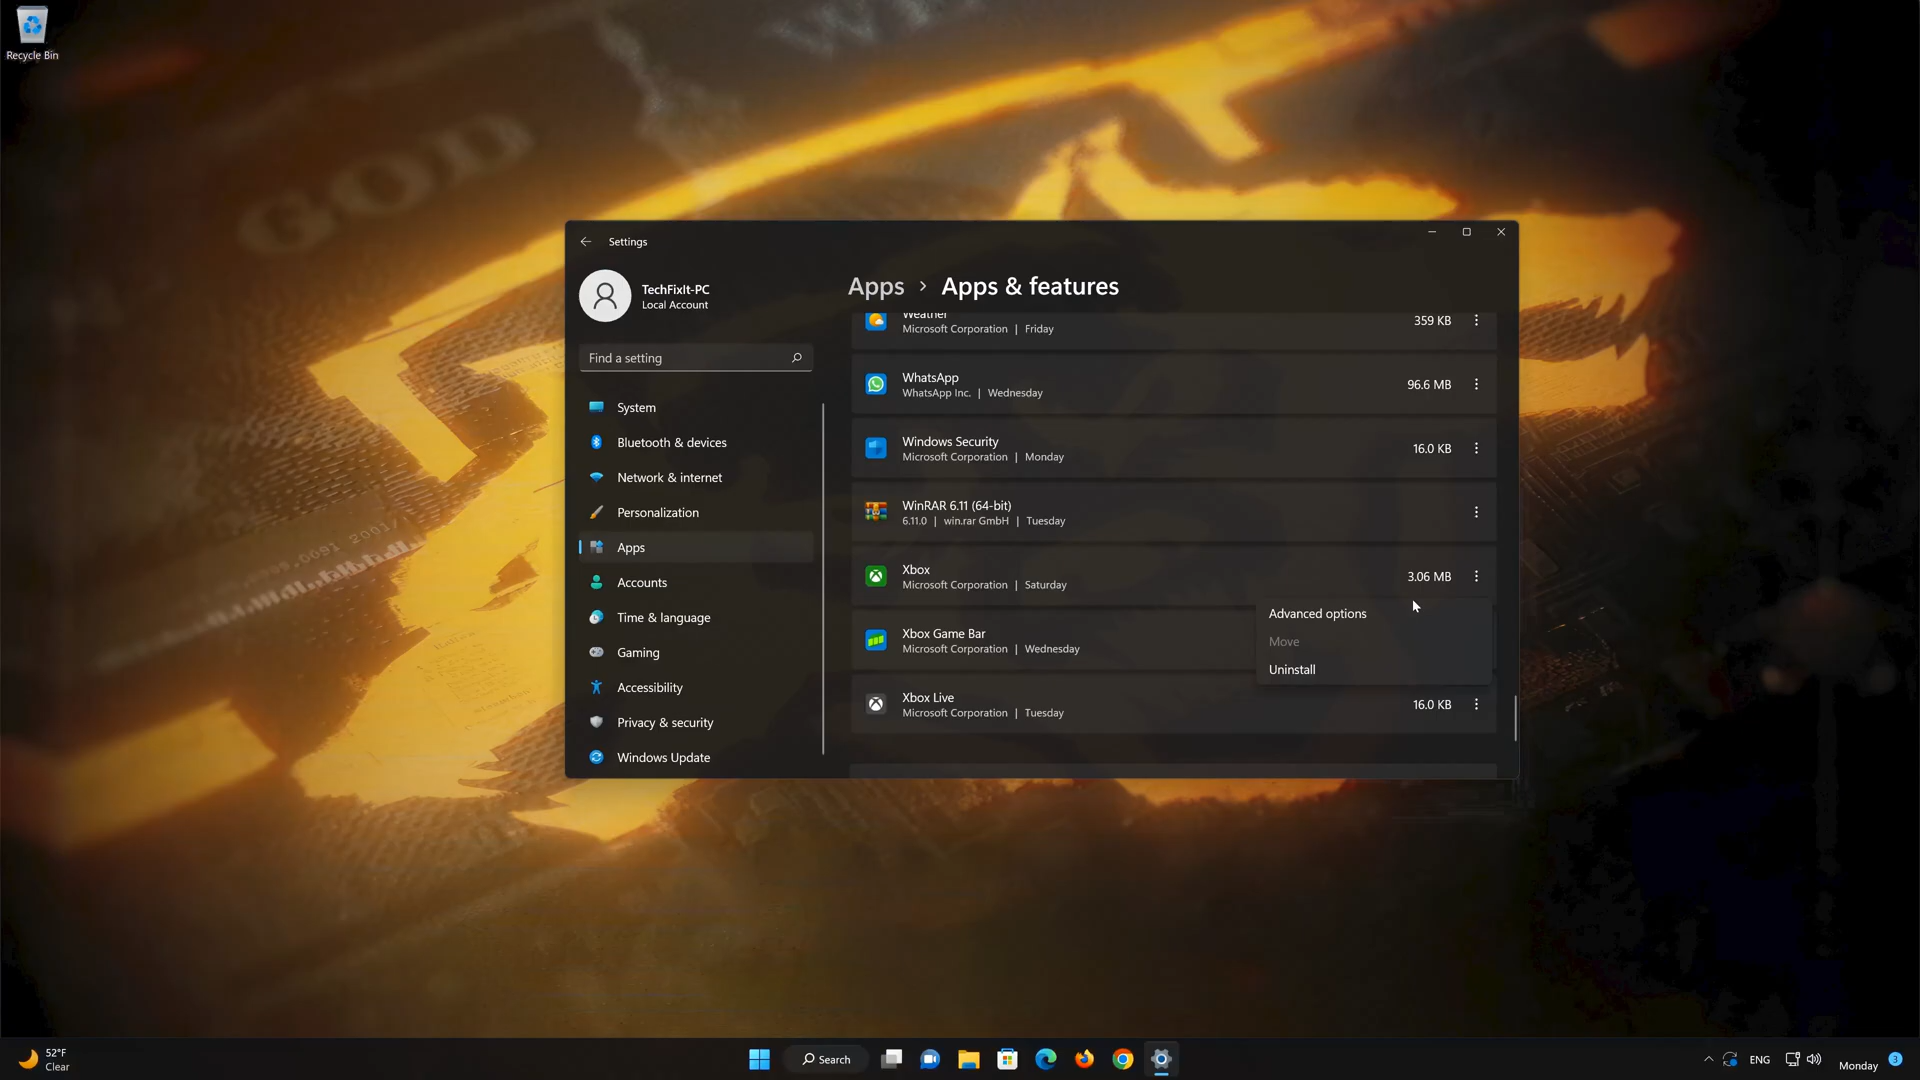 Recycle Bin
GOD
Settings
TechFixIt-PC
Local Account
Find a setting
System
Bluetooth & devices
Network & internet
Personalization
Apps
Accounts
Time & language
Gaming
Accessibility
Privacy & security
Windows Update
Apps › Apps & features
Weather
Microsoft Corporation | Friday
359 KB
WhatsApp
WhatsApp Inc. | Wednesday
96.6 MB
Windows Security
Microsoft Corporation | Monday
16.0 KB
WinRAR 6.11 (64-bit)
6.11.0 | win.rar GmbH | Tuesday
Xbox
Microsoft Corporation | Saturday
3.06 MB
Advanced options
Move
Uninstall
Xbox Game Bar
Microsoft Corporation | Wednesday
Xbox Live
Microsoft Corporation | Tuesday
16.0 KB
52°F
Clear
Search
ENG
Monday
3